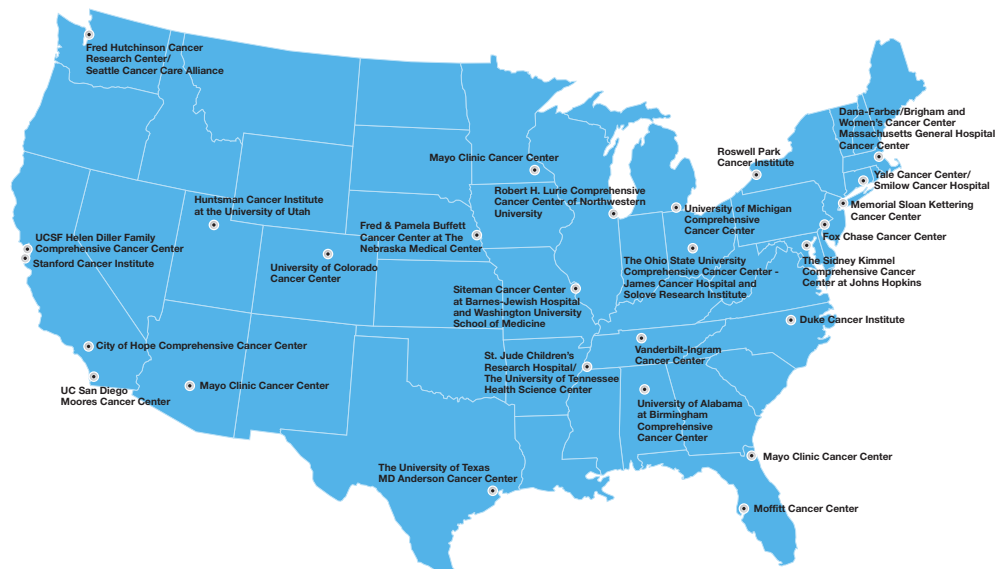 Fred Hutchinson Cancer
Research Center/
Seattle Cancer Care Alliance
Dana-Farber/Brigham and
Women's Cancer Center
Massachusetts General Hospital
Cancer Center
Roswell Park
Cancer Institute
Mayo Clinic Cancer Center
Yale Cancer Center/
Smilow Cancer Hospital
Robert H. Lurie Comprehensive
Cancer Center of Northwestern
University
Huntsman Cancer Institute
at the University of Utah
University of Michigan
Comprehensive
Cancer Center
Memorial Sloan Kettering
Cancer Center
Fred & Pamela Buffett
Cancer Center at The
Nebraska Medical Center
UCSF Helen Diller Family
Comprehensive Cancer Center
Stanford Cancer Institute
Fox Chase Cancer Center
University of Colorado
Cancer Center
The Ohio State University
Comprehensive Cancer Center -
James Cancer Hospital and
Solove Research Institute
The Sidney Kimmel
Comprehensive Cancer
Center at Johns Hopkins
Siteman Cancer Center
at Barnes-Jewish Hospital
and Washington University
School of Medicine
Duke Cancer Institute
City of Hope Comprehensive Cancer Center
Vanderbilt-Ingram
Cancer Center
St. Jude Children's
Research Hospital/
The University of Tennessee
Health Science Center
UC San Diego
Moores Cancer Center
Mayo Clinic Cancer Center
University of Alabama
at Birmingham
Comprehensive
Cancer Center
Mayo Clinic Cancer Center
The University of Texas
MD Anderson Cancer Center
Moffitt Cancer Center